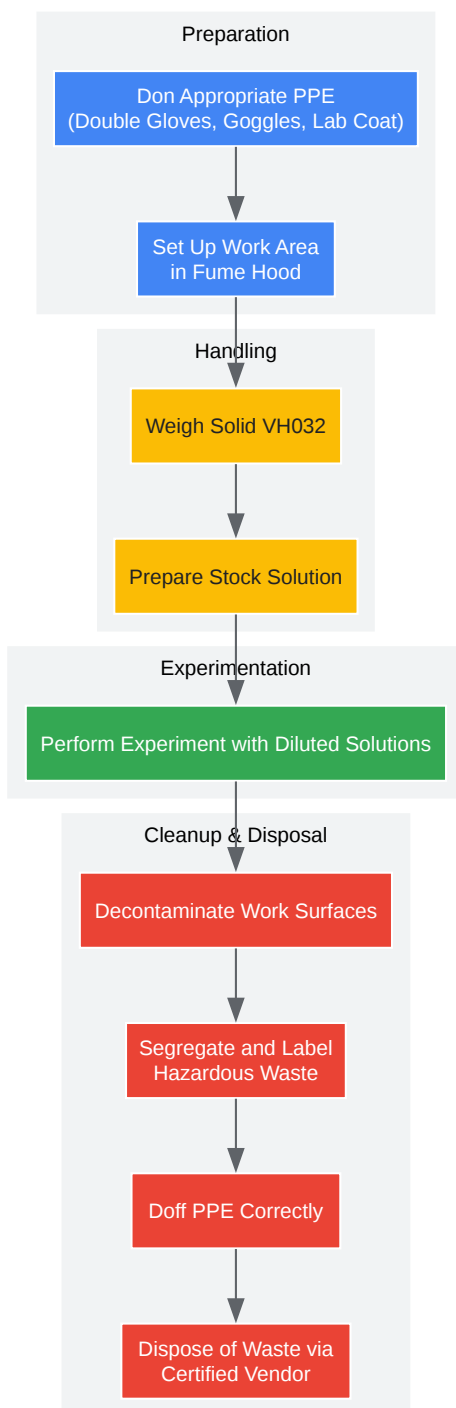 Preparation
Don Appropriate PPE
(Double Gloves, Goggles, Lab Coat)
Set Up Work Area
in Fume Hood
Handling
Weigh Solid VH032
Prepare Stock Solution
Experimentation
Perform Experiment with Diluted Solutions
Cleanup & Disposal
Decontaminate Work Surfaces
Segregate and Label
Hazardous Waste
Doff PPE Correctly
Dispose of Waste via
Certified Vendor